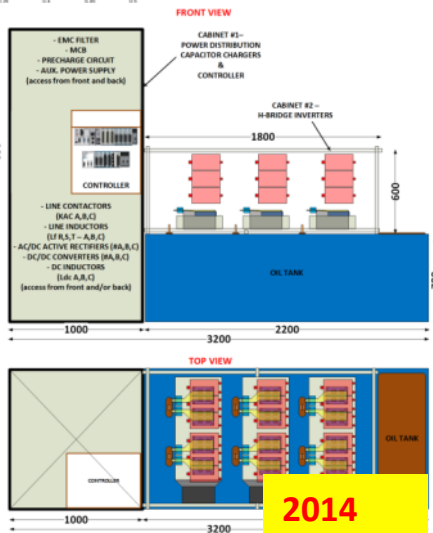 FRONT VIEW
- EMC FILTER
- MCB
- PRECHARGE CIRCUIT
- AUX. POWER SUPPLY
(access from front and back)
CABINET #1–
POWER DISTRIBUTION
CAPACITOR CHARGERS
&
CONTROLLER
CABINET #2 –
H-BRIDGE INVERTERS
1800
CONTROLLER
600
- LINE CONTACTORS
(KAC A,B,C)
- LINE INDUCTORS
(Lf R,S,T – A,B,C)
- AC/DC ACTIVE RECTIFIERS (#A,B,C)
- DC/DC CONVERTERS (#A,B,C)
- DC INDUCTORS
(Ldc A,B,C)
(access from front and/or back)
OIL TANK
1000
2200
3200
TOP VIEW
OIL TANK
CONTROLLER
2014
1000
3200